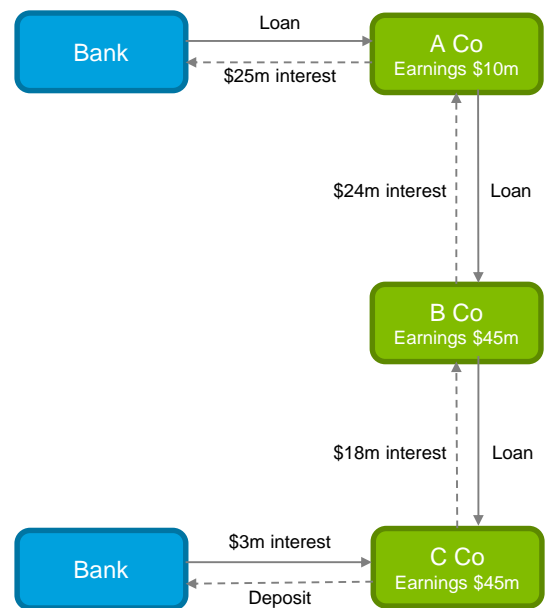 Loan
Bank
A Co
Earnings $10m
$25m interest
$24m interest
Loan
B Co
Earnings $45m
$18m interest
Loan
$3m interest
Bank
C Co
Earnings $45m
Deposit